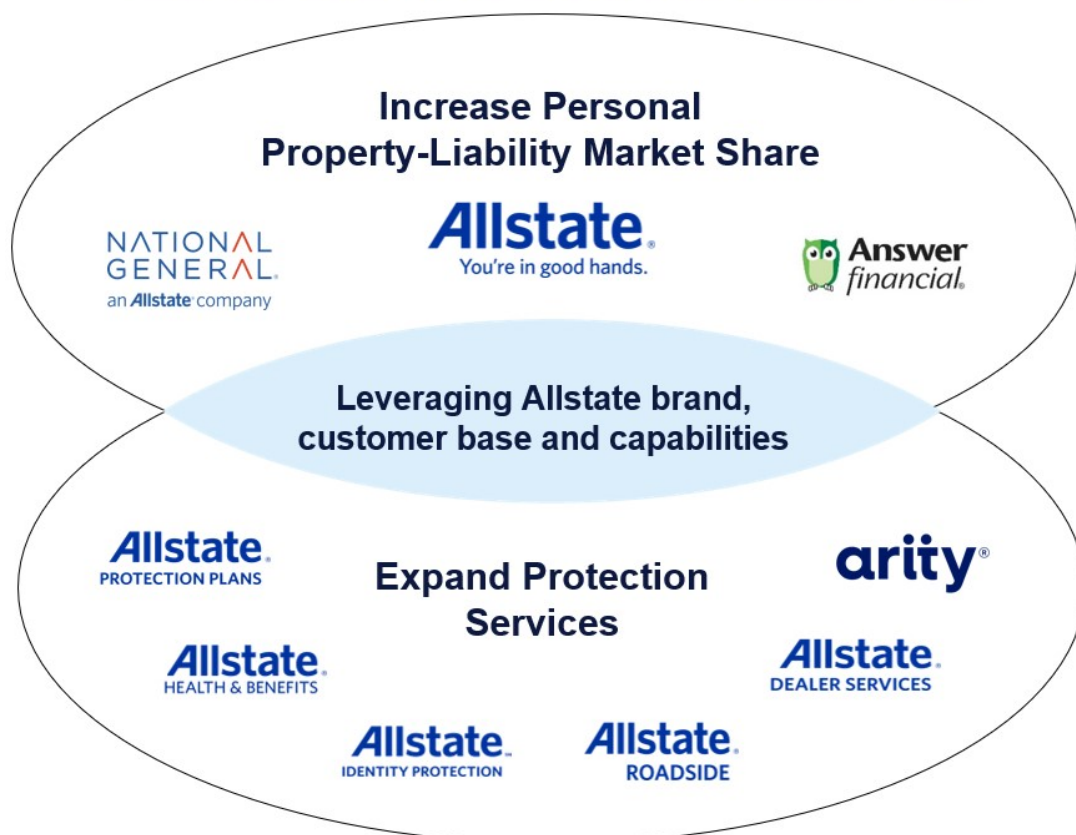 Increase Personal
Property-Liability Market Share
NATIONAL
GENERAL®
an Allstate® company
Allstate®
You're in good hands.
Answer
financial®
Leveraging Allstate brand,
customer base and capabilities
Allstate®
PROTECTION PLANS
Expand Protection
Services
arity®
Allstate®
HEALTH & BENEFITS
Allstate®
DEALER SERVICES
Allstate™
IDENTITY PROTECTION
Allstate®
ROADSIDE